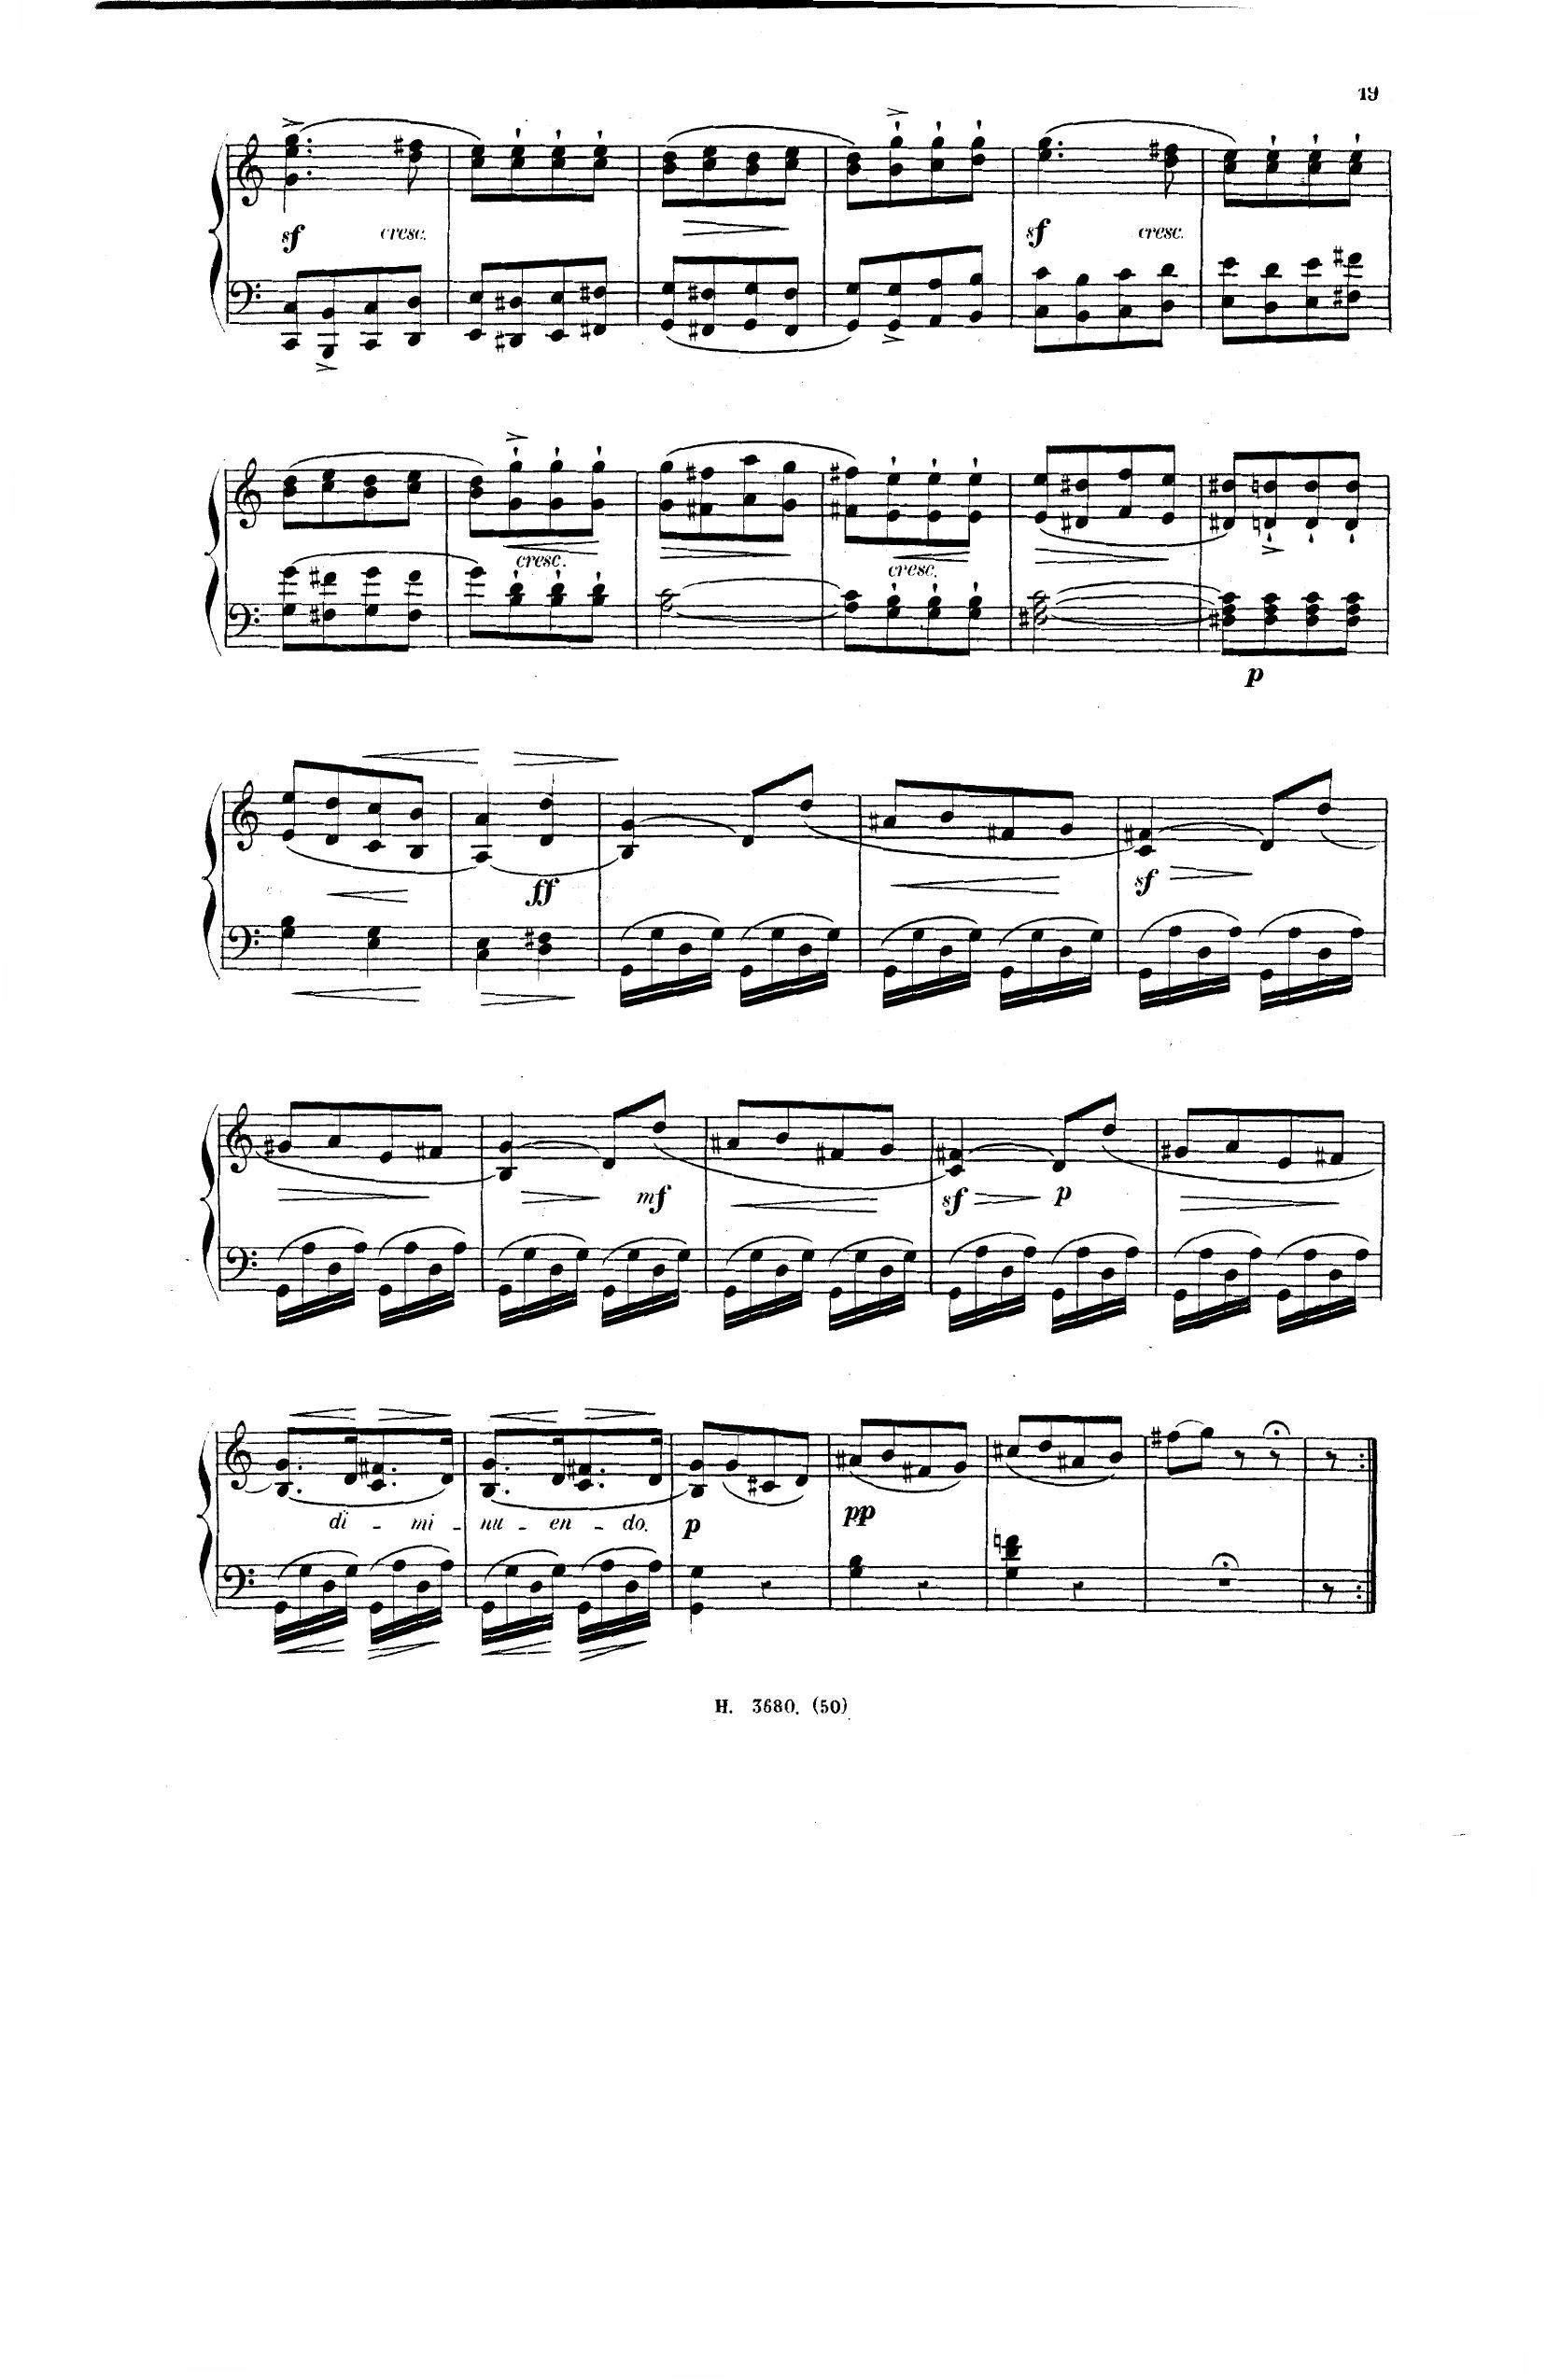 19
sf cresc. sf cresc.
cresc. cresc.
p
ff sf
mf sf p
di - mi - nu - en - do. p pp
H. 3680. (50)